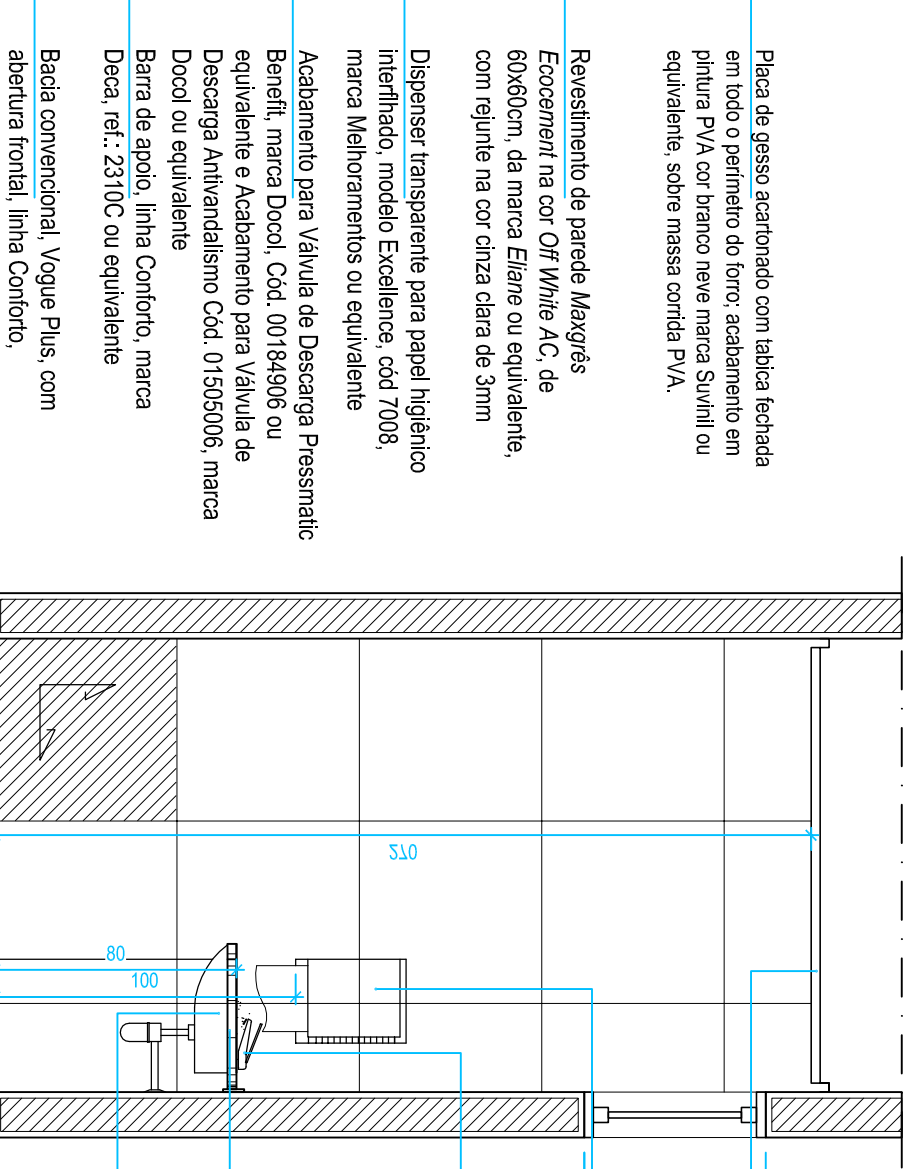 Placa de gesso acartonado com tabica fechada
em todo o perímetro do forro; acabamento em
pintura PVA cor branco neve marca Suvinil ou
equivalente, sobre massa corrida PVA.
Revestimento de parede Maxgrês
Ecocement na cor Off White AC, de
60x60cm, da marca Eliane ou equivalente,
com rejunte na cor cinza clara de 3mm
Dispenser transparente para papel higiênico
interflhado, modelo Excellence, cód 7008,
marca Melhoramentos ou equivalente
Acabamento para Válvula de Descarga Pressmatic
Benefit, marca Docol, Cód. 00184906 ou
equivalente e Acabamento para Válvula de
Descarga Antivandalismo Cód. 01505006, marca
Docol ou equivalente
Barra de apoio, linha Conforto, marca
Deca, ref.: 2310C ou equivalente
Bacia convencional, Vogue Plus, com
abertura frontal, linha Conforto,
270
80
100